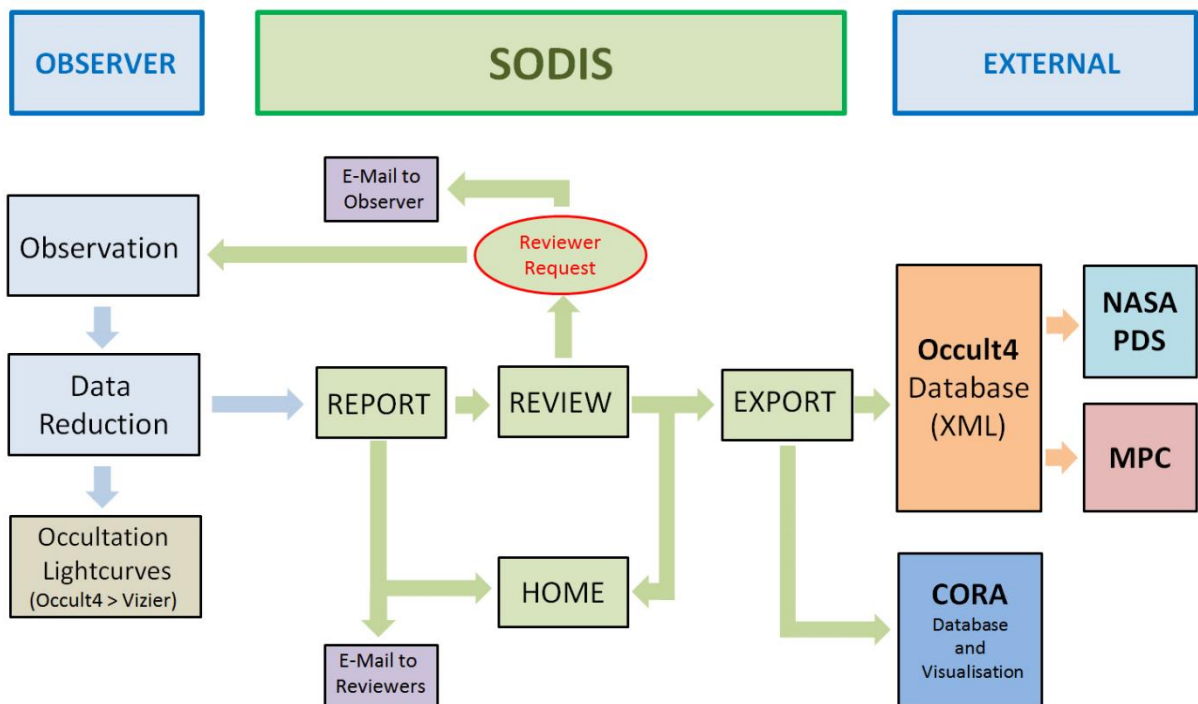 OBSERVER
SODIS
EXTERNAL
E-Mail to
Observer
Observation
Reviewer
Request
Data
Reduction
REPORT
REVIEW
EXPORT
Occult4
Database
(XML)
NASA
PDS
MPC
Occultation
Lightcurves
(Occult4 > Vizier)
HOME
E-Mail to
Reviewers
CORA
Database
and
Visualisation